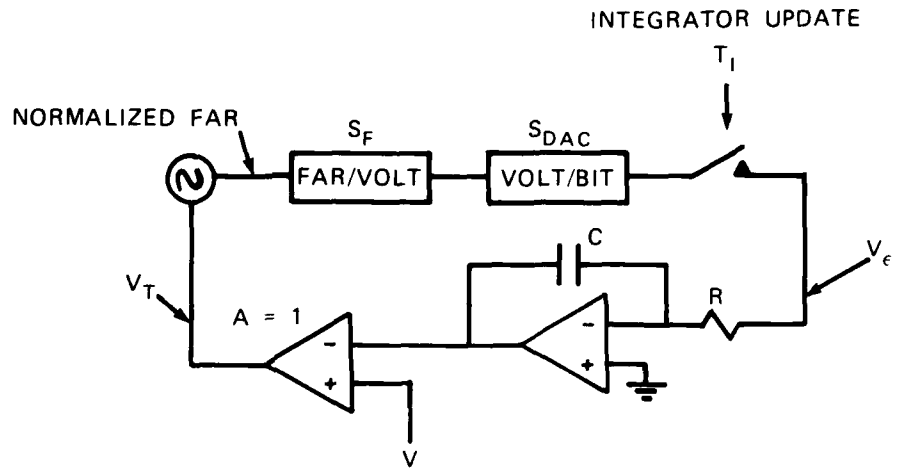 INTEGRATOR UPDATE
T_I
NORMALIZED FAR
S_F
S_DAC
FAR/VOLT
VOLT/BIT
C
V_ϵ
V_T
A = 1
R
-
+
-
+
V